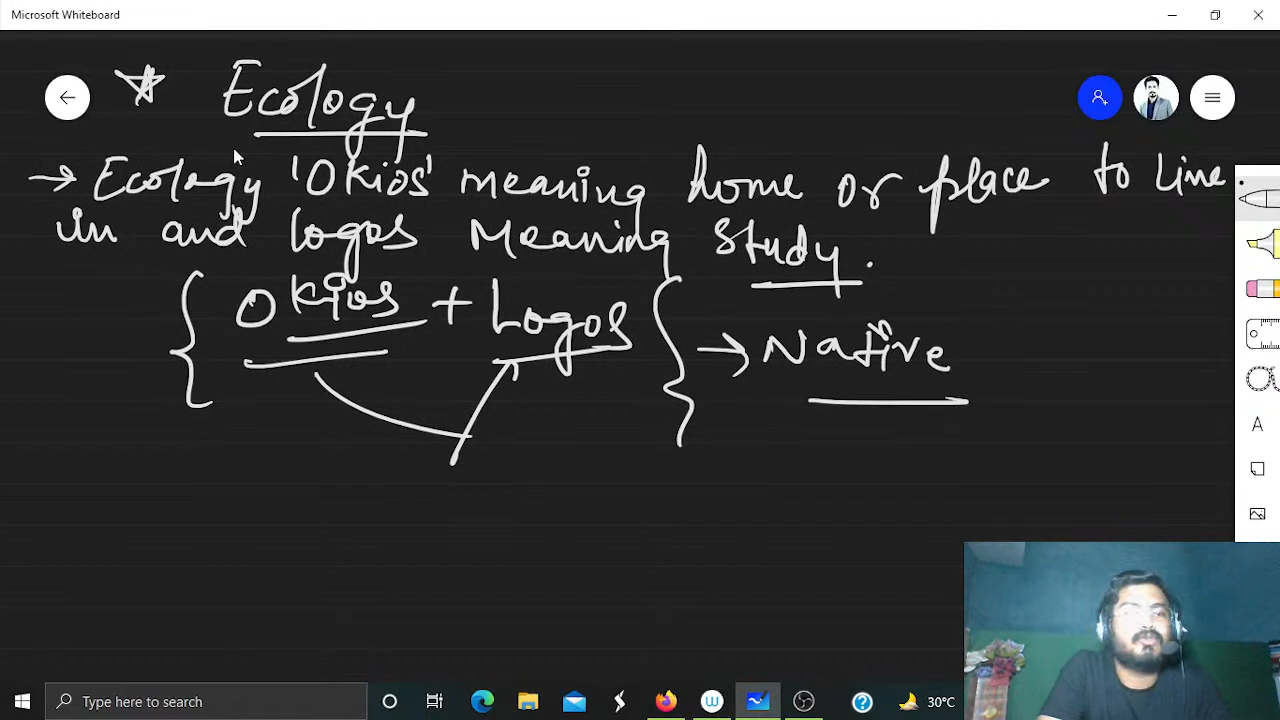 Microsoft Whiteboard
Ecology
→ Ecology 'Okios' meaning home or place to Line
in and logos Meaning Study.
{ Okios + Logos } → Native
A
Type here to search
30°C